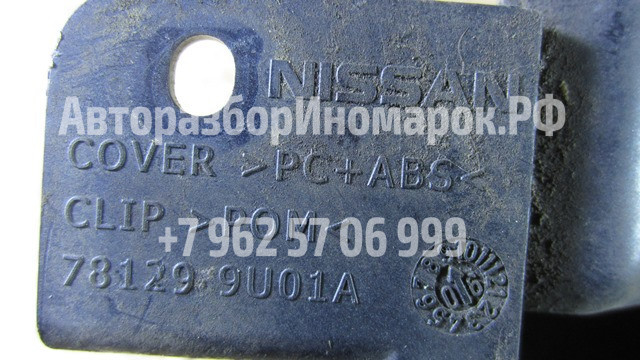 NISSAN
АвторазборИномарок.РФ
COVER >PC+ABS<
CLIP >POM<
+7 962 57 06 999
78129 9U01A